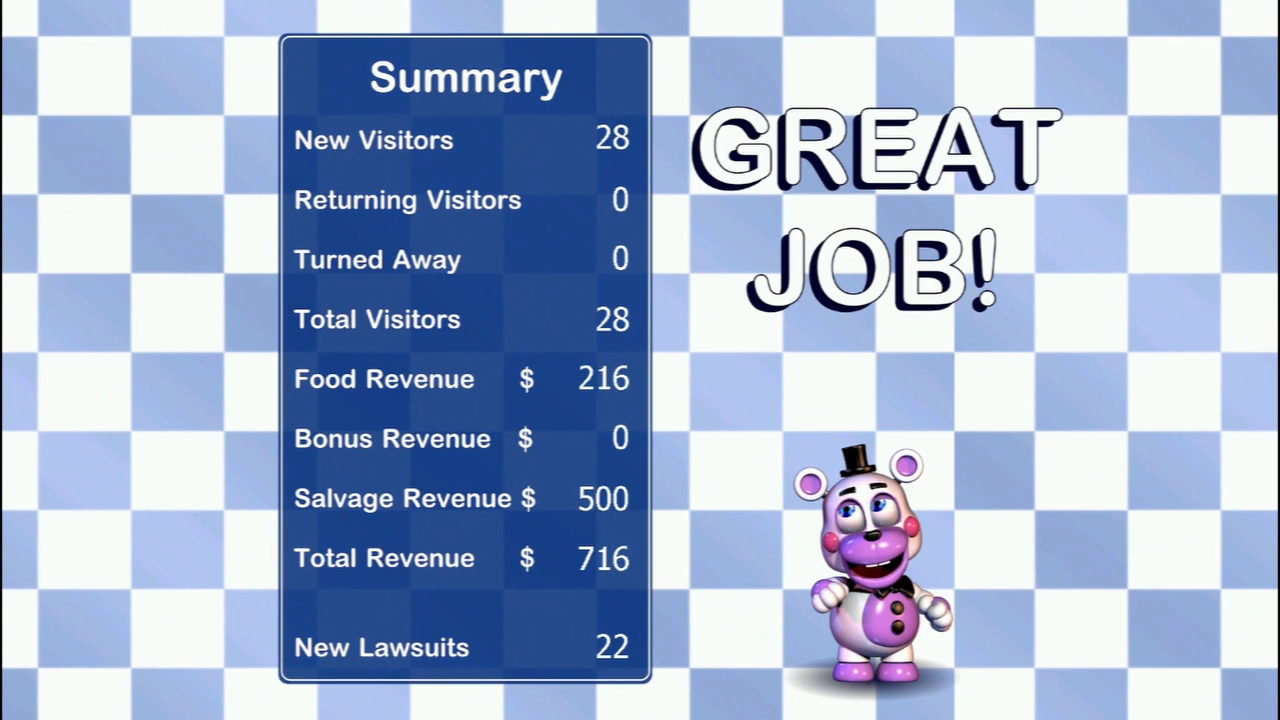 Summary
New Visitors 28
Returning Visitors 0
Turned Away 0
Total Visitors 28
Food Revenue $ 216
Bonus Revenue $ 0
Salvage Revenue $ 500
Total Revenue $ 716
New Lawsuits 22
GREAT
JOB!